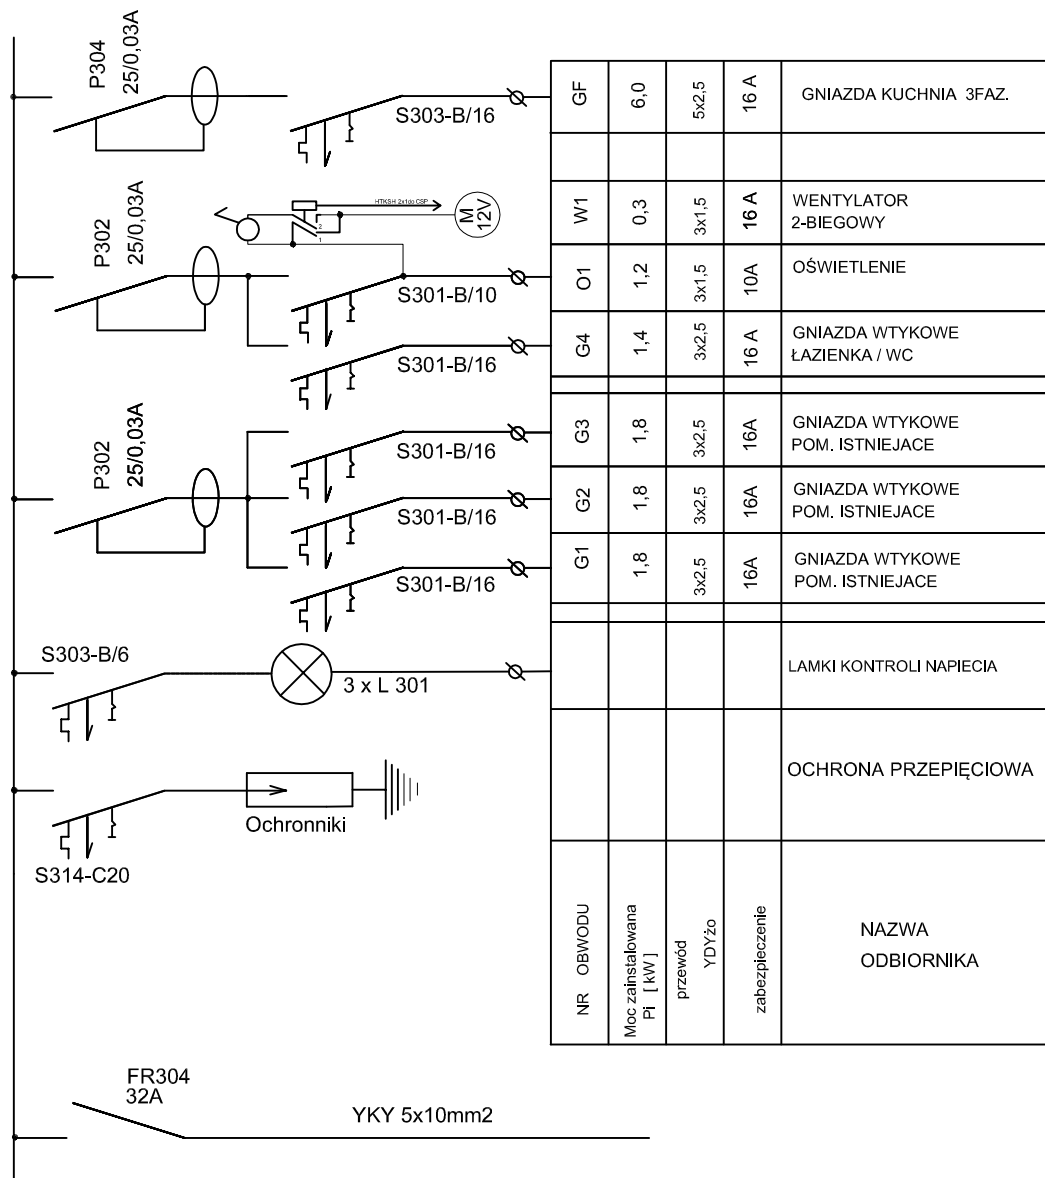 P304
25/0,03A
S303-B/16
GF
6,0
5x2,5
16 A
GNIAZDA KUCHNIA 3FAZ.
HTKSH 2x1do CSP
M
12V
2
1
W1
0,3
3x1,5
16 A
WENTYLATOR
2-BIEGOWY
P302
25/0,03A
S301-B/10
O1
1,2
3x1,5
10A
OŚWIETLENIE
S301-B/16
G4
1,4
3x2,5
16 A
GNIAZDA WTYKOWE
ŁAZIENKA / WC
P302
25/0,03A
S301-B/16
G3
1,8
3x2,5
16A
GNIAZDA WTYKOWE
POM. ISTNIEJACE
S301-B/16
G2
1,8
3x2,5
16A
GNIAZDA WTYKOWE
POM. ISTNIEJACE
S301-B/16
G1
1,8
3x2,5
16A
GNIAZDA WTYKOWE
POM. ISTNIEJACE
S303-B/6
3 x L 301
LAMKI KONTROLI NAPIECIA
Ochronniki
S314-C20
OCHRONA PRZEPIĘCIOWA
NR OBWODU
Moc zainstalowana
Pi [ kW ]
przewód
YDYżo
zabezpieczenie
NAZWA
ODBIORNIKA
FR304
32A
YKY 5x10mm2